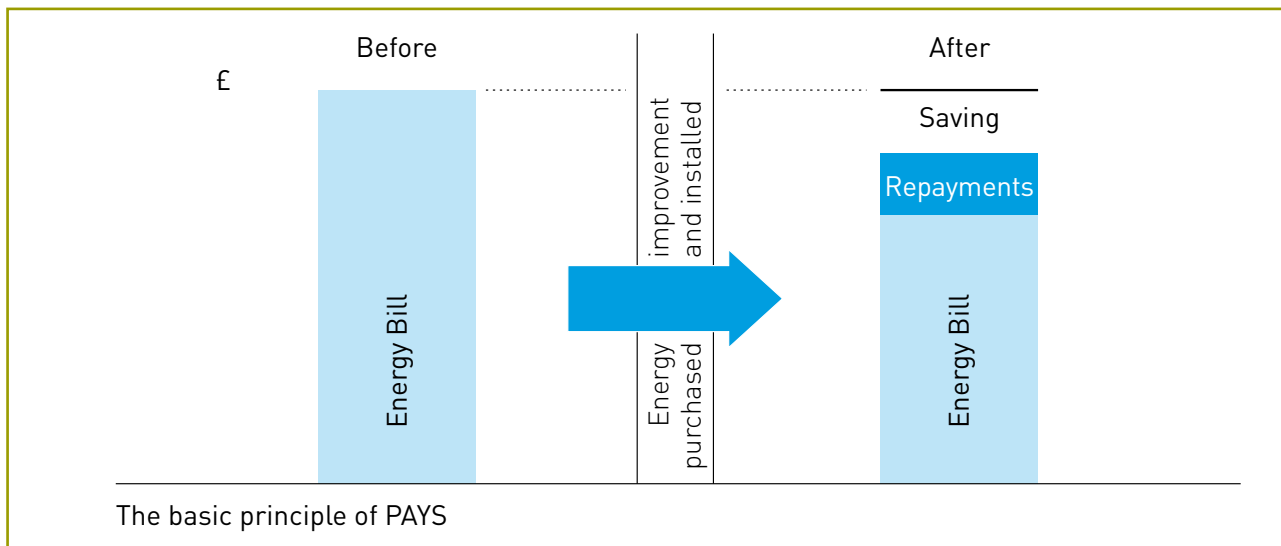 Before
After
£
Saving
Repayments
Energy Bill
Energy improvement
purchased and installed
Energy Bill
The basic principle of PAYS